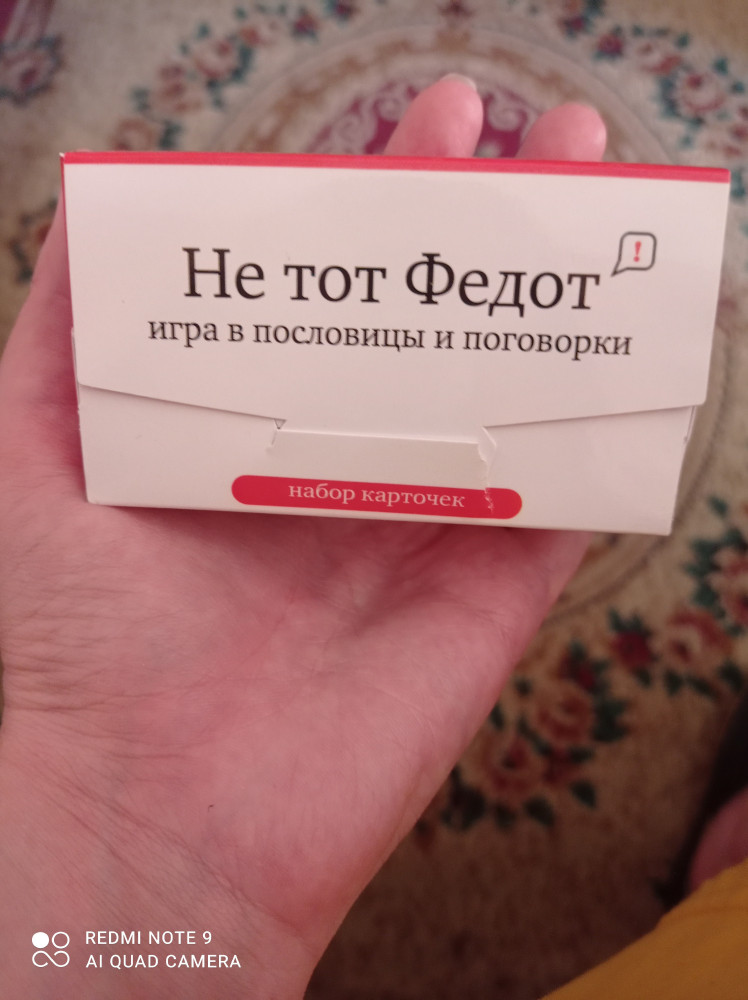 Не тот Федот
!
игра в пословицы и поговорки
набор карточек
REDMI NOTE 9
AI QUAD CAMERA